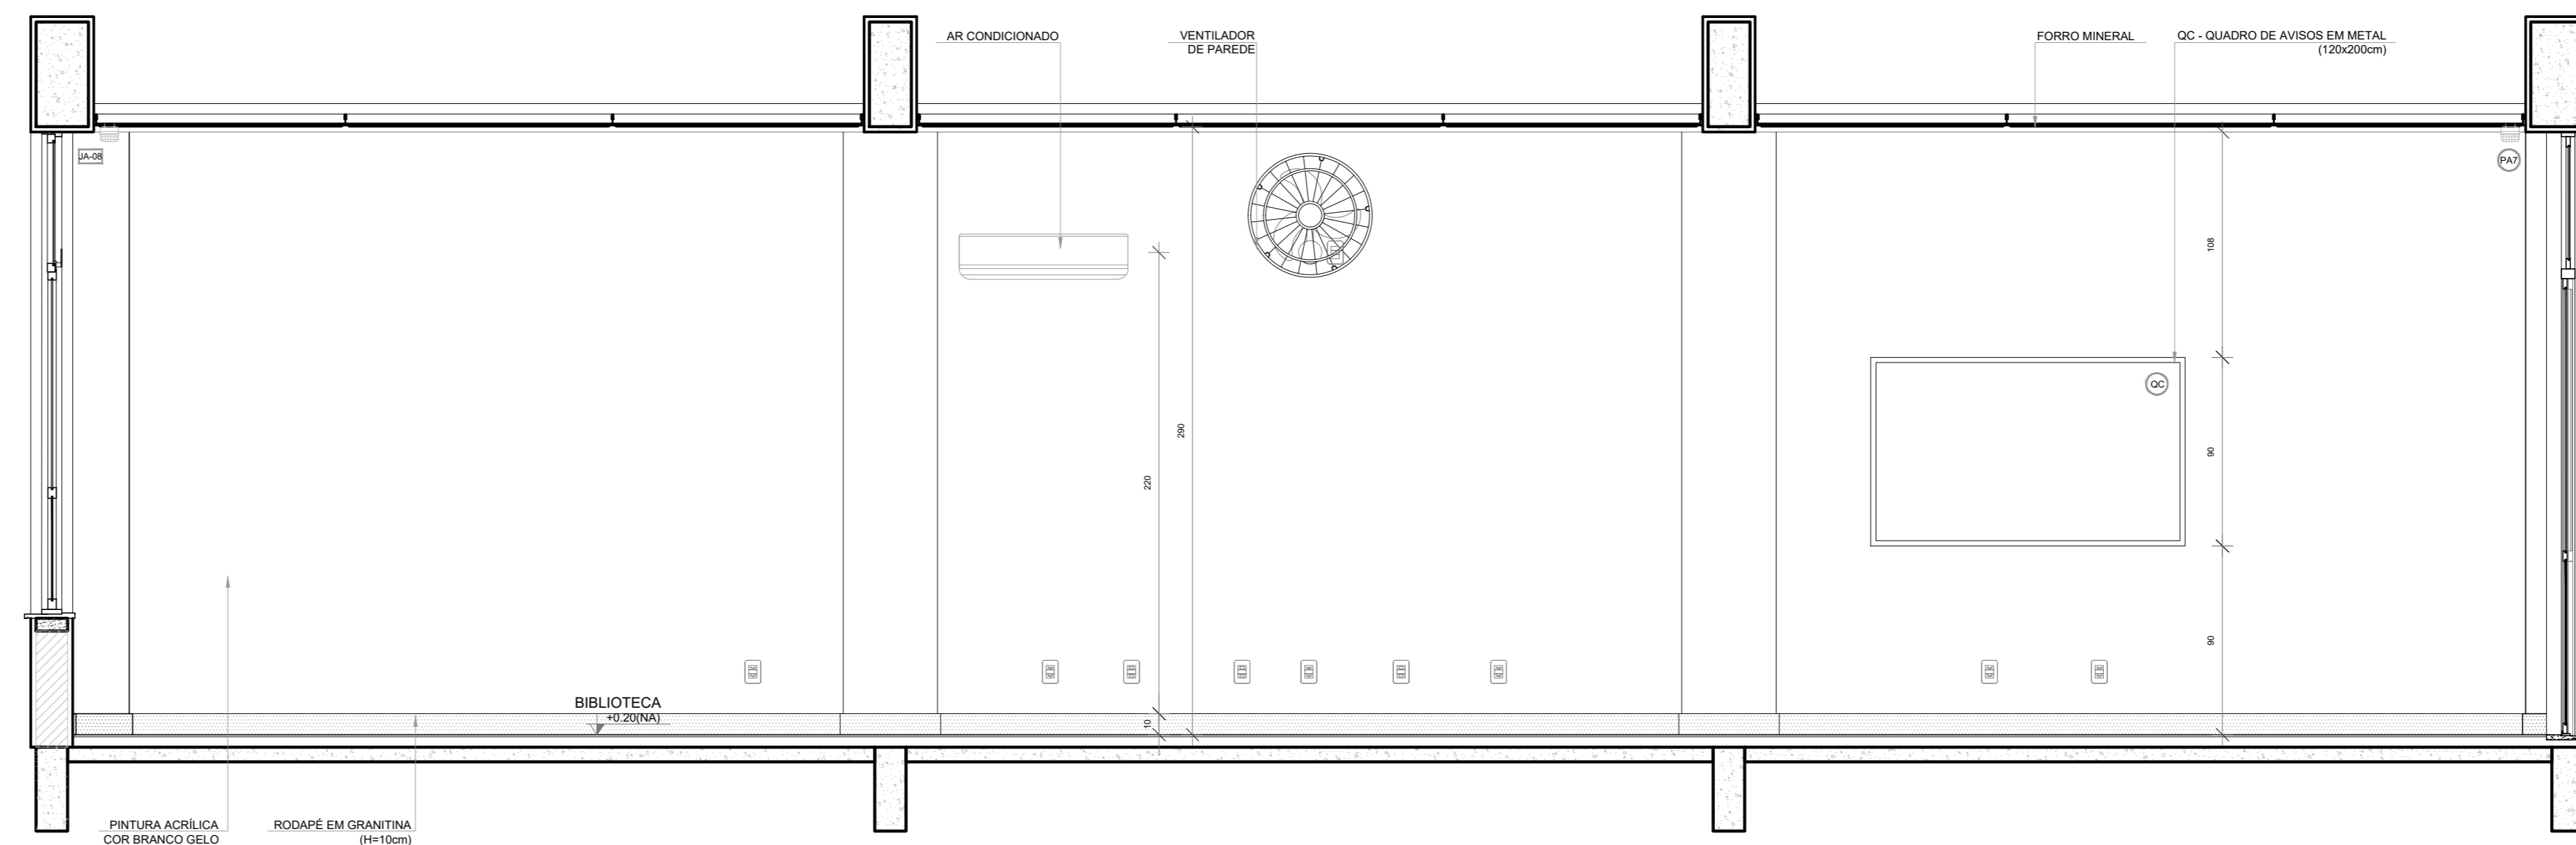 AR CONDICIONADO
VENTILADOR
DE PAREDE
FORRO MINERAL
QC - QUADRO DE AVISOS EM METAL
(120x200cm)
JA-08
PA7
108
QC
290
90
220
90
BIBLIOTECA
+0.20(NA)
10
PINTURA ACRÍLICA
COR BRANCO GELO
RODAPÉ EM GRANITINA
(H=10cm)